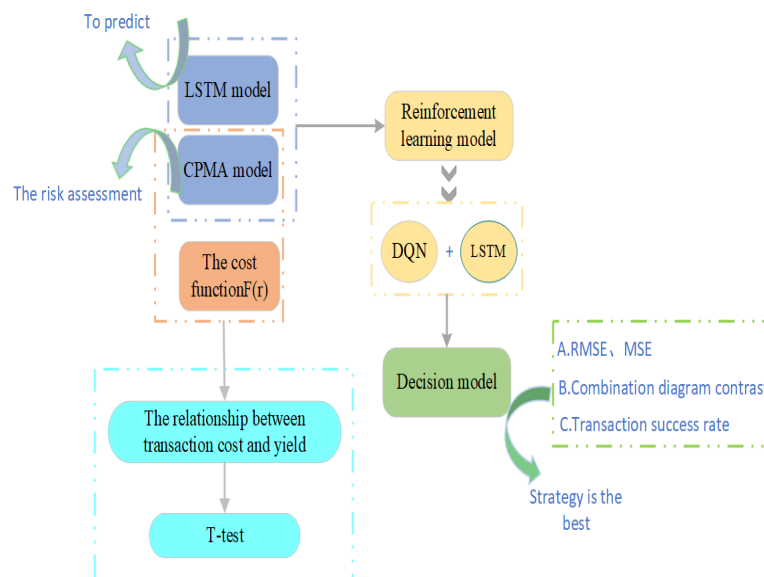 To predict
LSTM model
CPMA model
The risk assessment
The cost
functionF(r)
The relationship between
transaction cost and yield
T-test
Reinforcement
learning model
DQN + LSTM
Decision model
A.RMSE、MSE
B.Combination diagram contrast
C.Transaction success rate
Strategy is the
best